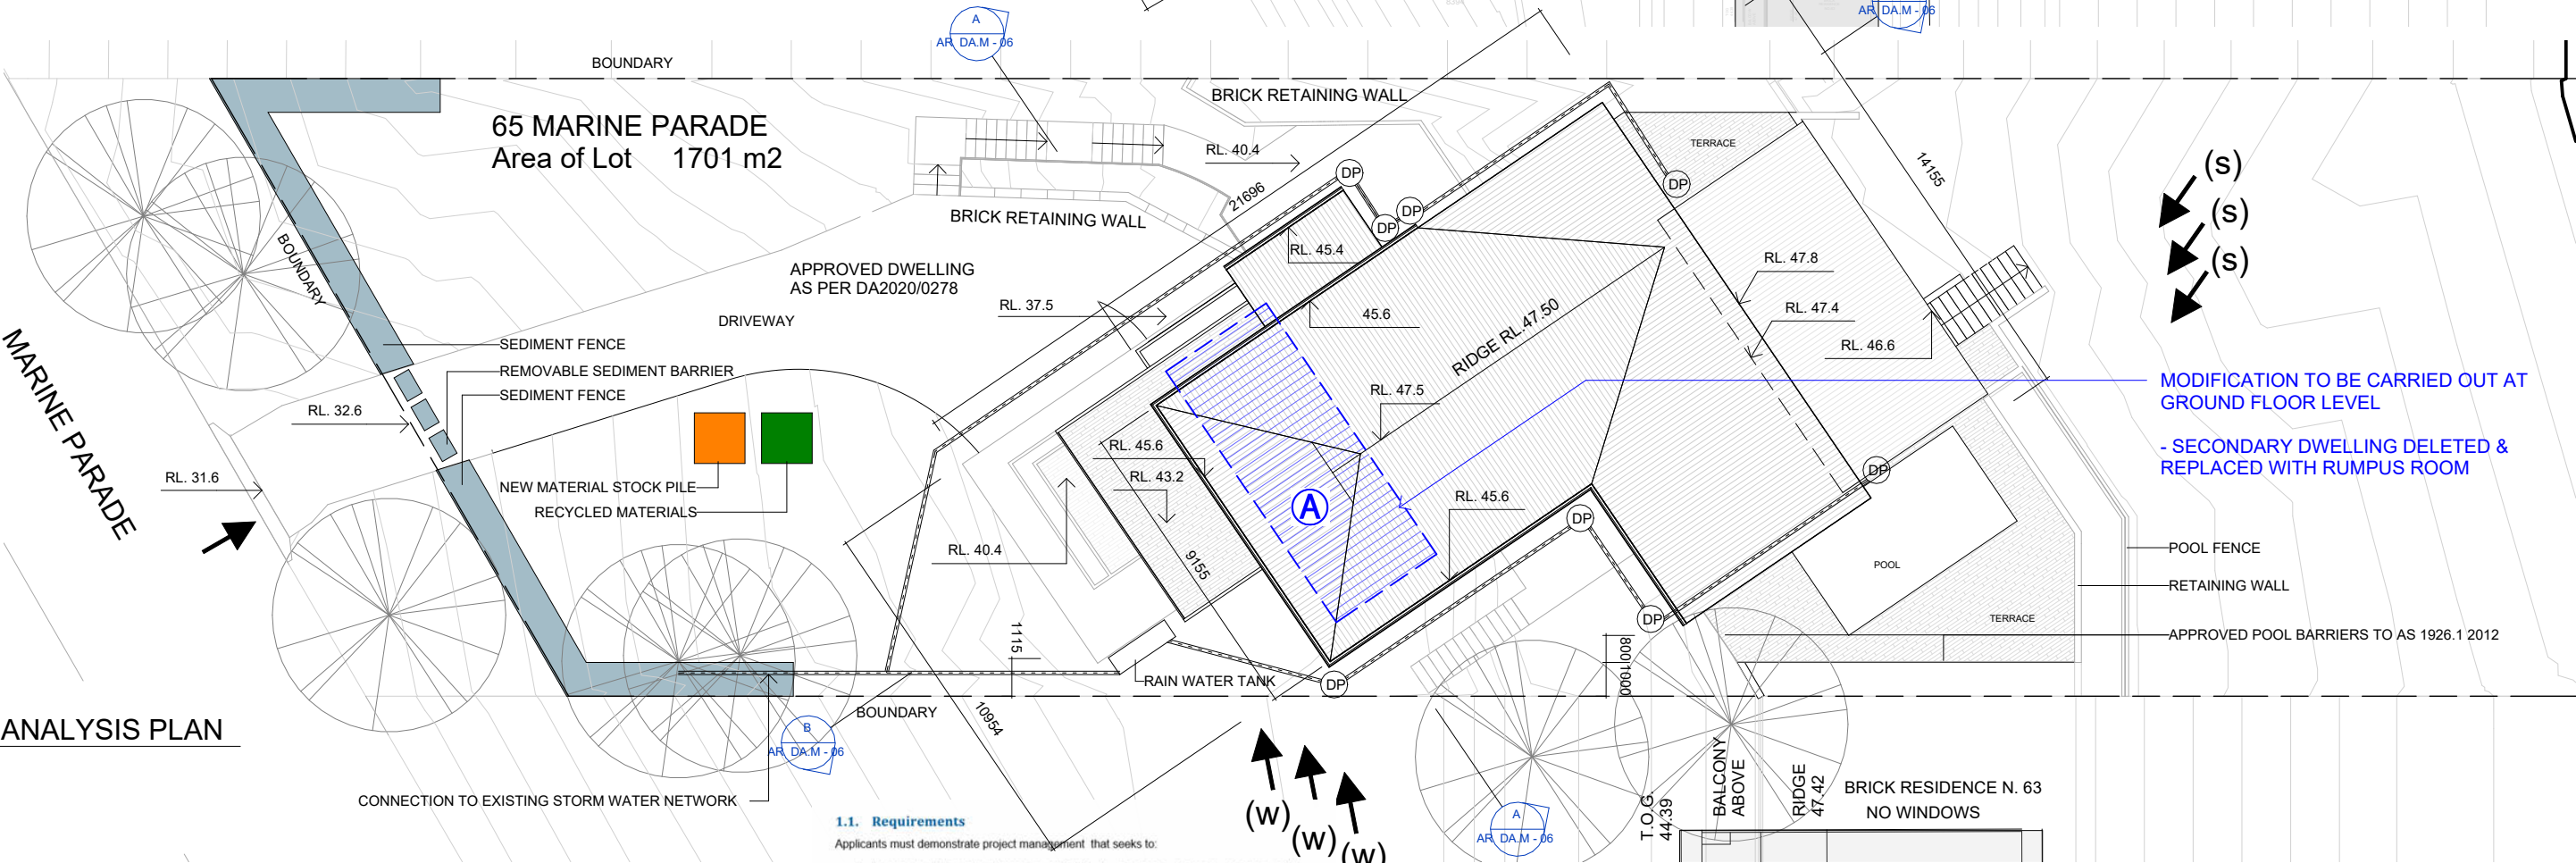 A
AR DA.M - 06
AR DA.M - 06
BOUNDARY
65 MARINE PARADE
Area of Lot 1701 m2
BRICK RETAINING WALL
RL. 40.4
TERRACE
14155
(s)
(s)
(s)
DP
DP
DP
DP
21696
BRICK RETAINING WALL
BOUNDARY
RL. 45.4
RL. 47.8
APPROVED DWELLING
AS PER DA2020/0278
RL. 37.5
45.6
RL. 47.4
DRIVEWAY
RIDGE RL.47.50
RL. 46.6
MARINE PARADE
SEDIMENT FENCE
REMOVABLE SEDIMENT BARRIER
SEDIMENT FENCE
RL. 32.6
RL. 47.5
MODIFICATION TO BE CARRIED OUT AT
GROUND FLOOR LEVEL
- SECONDARY DWELLING DELETED &
REPLACED WITH RUMPUS ROOM
RL. 45.6
RL. 43.2
RL. 31.6
DP
NEW MATERIAL STOCK PILE
RECYCLED MATERIALS
A
RL. 45.6
DP
RL. 40.4
9155
POOL
POOL FENCE
RETAINING WALL
1115
DP
TERRACE
APPROVED POOL BARRIERS TO AS 1926.1 2012
800
1000
RAIN WATER TANK
DP
ANALYSIS PLAN
BOUNDARY
10954
B
AR DA.M - 06
CONNECTION TO EXISTING STORM WATER NETWORK
(w)
(w)
(w)
A
AR DA.M - 06
T.O.G.
44.39
BALCONY
ABOVE
RIDGE
47.42
BRICK RESIDENCE N. 63
NO WINDOWS
1.1. Requirements
Applicants must demonstrate project management that seeks to: